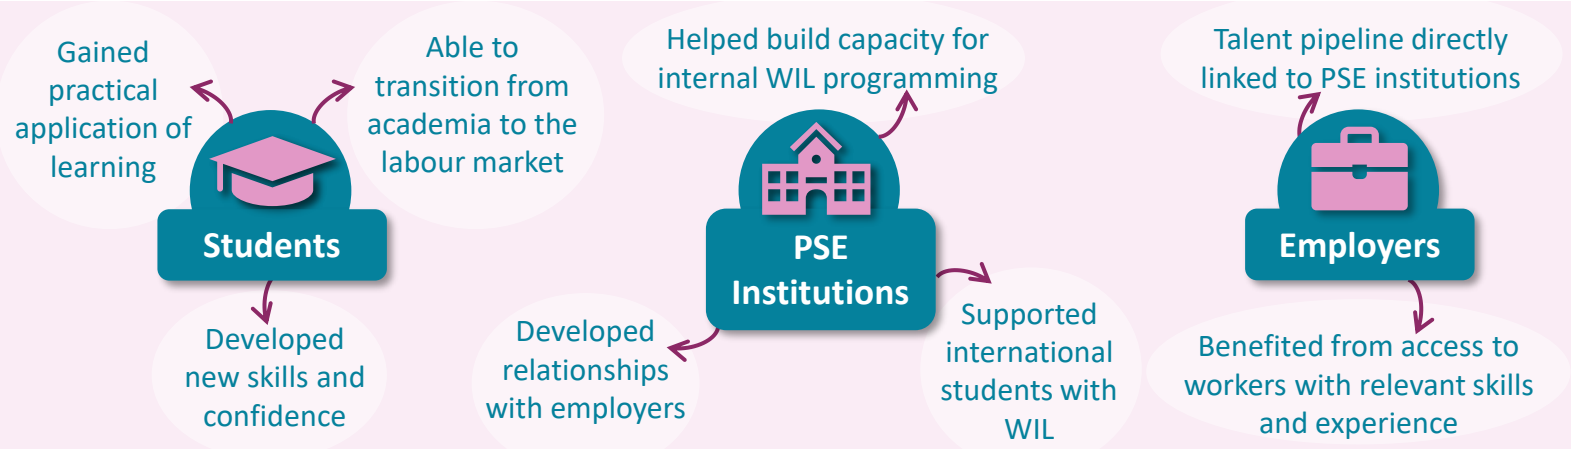 Gained
practical
application of
learning
Able to
transition from
academia to the
labour market
Students
Developed
new skills and
confidence
Helped build capacity for
internal WIL programming
PSE
Institutions
Developed
relationships
with employers
Supported
international
students with
WIL
Talent pipeline directly
linked to PSE institutions
Employers
Benefited from access to
workers with relevant skills
and experience